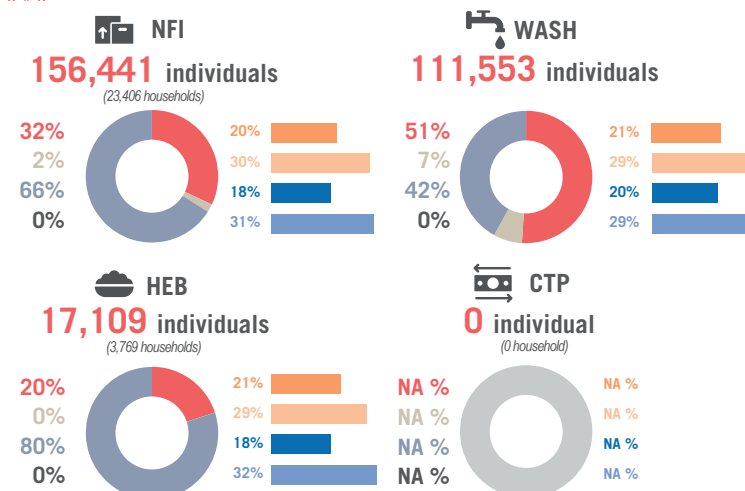 NFI
156,441 individuals
(23,406 households)
32%
2%
66%
0%
20%
30%
18%
31%
WASH
111,553 individuals
51%
7%
42%
0%
21%
29%
20%
29%
HEB
17,109 individuals
(3,769 households)
20%
0%
80%
0%
21%
29%
18%
32%
CTP
0 individual
(0 household)
NA %
NA %
NA %
NA %
NA %
NA %
NA %
NA %